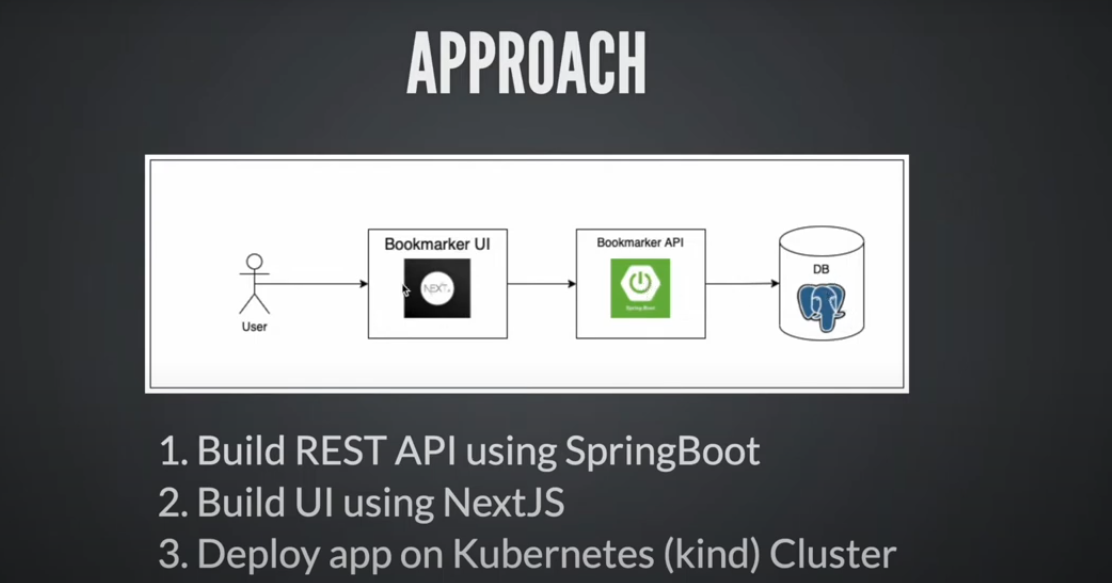 APPROACH
Bookmarker UI
NEXT
User
Bookmarker API
Spring Boot
DB
1. Build REST API using SpringBoot
2. Build UI using NextJS
3. Deploy app on Kubernetes (kind) Cluster